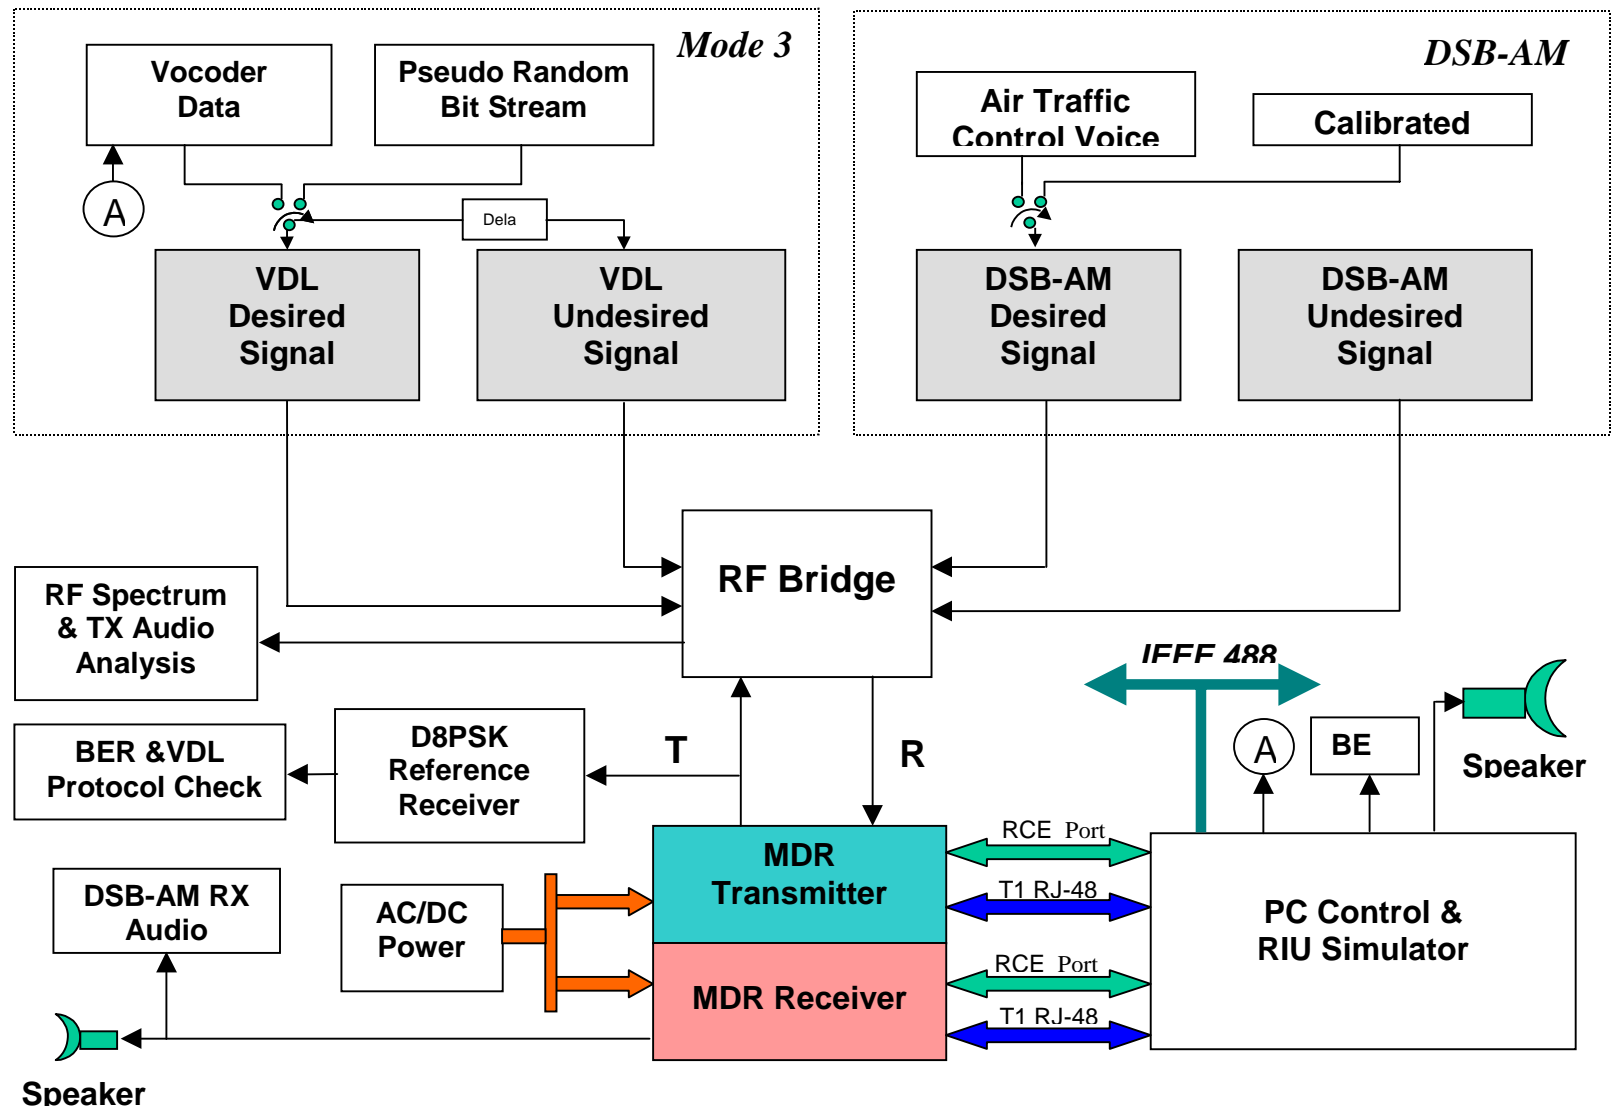 Mode 3
DSB-AM
Vocoder
Data
Pseudo Random
Bit Stream
Air Traffic
Control Voice
Calibrated
A
Dela
VDL
Desired
Signal
VDL
Undesired
Signal
DSB-AM
Desired
Signal
DSB-AM
Undesired
Signal
RF Bridge
RF Spectrum
& TX Audio
Analysis
IEEE 488
BER &VDL
Protocol Check
D8PSK
Reference
Receiver
T
R
A
BE
Speaker
MDR
Transmitter
RCE Port
T1 RJ-48
DSB-AM RX
Audio
AC/DC
Power
PC Control &
RIU Simulator
MDR Receiver
RCE Port
T1 RJ-48
Speaker